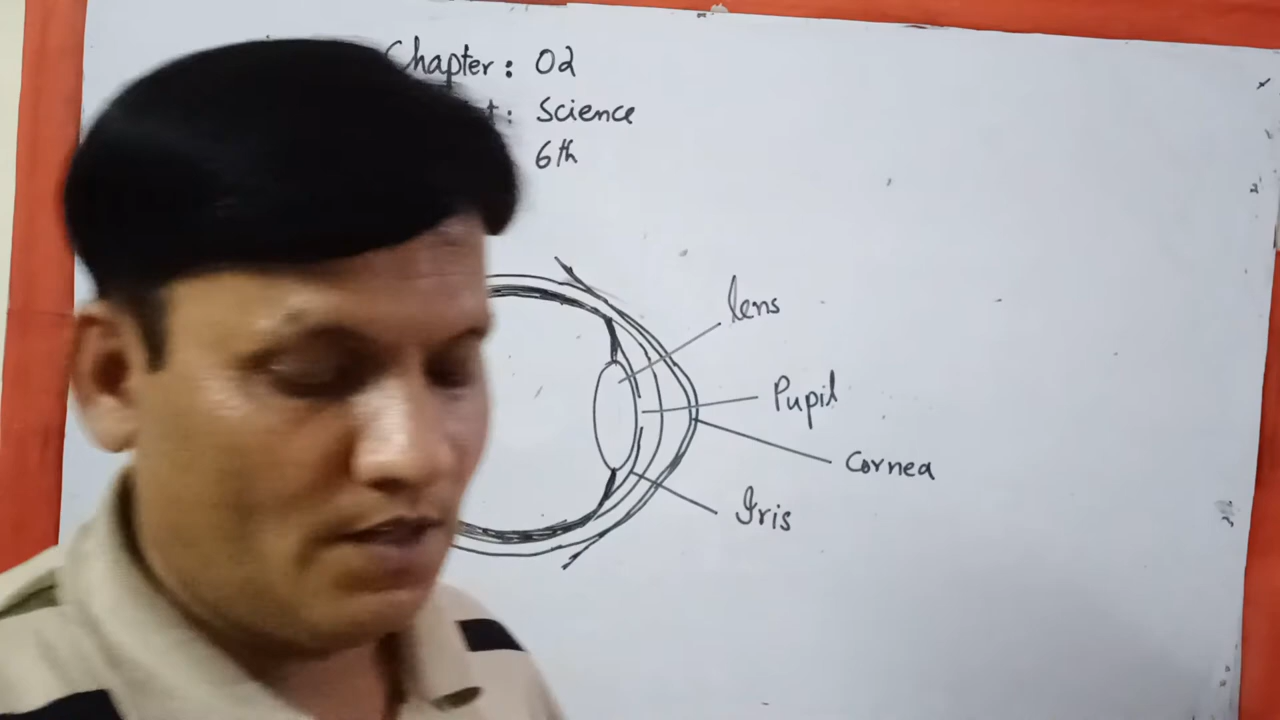 Chapter: 02
: Science
6th
lens
Pupil
Cornea
Iris